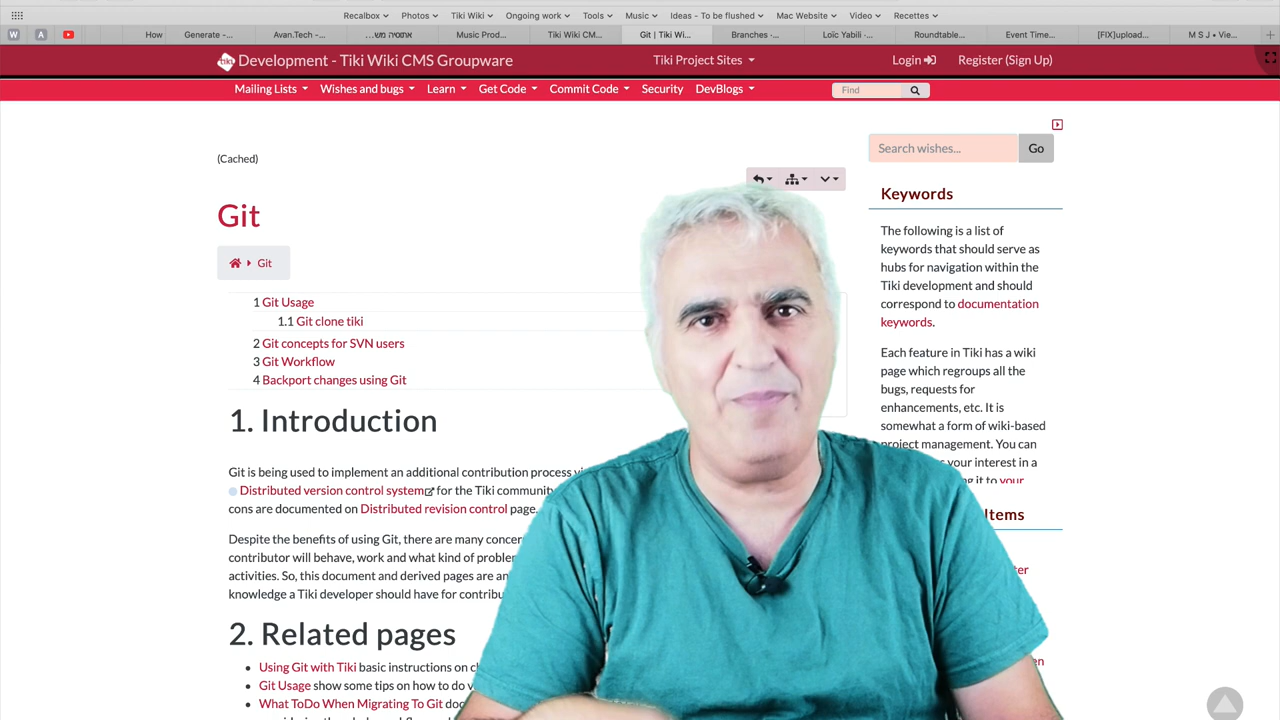 Recalbox Photos Tiki Wiki Ongoing work Tools Music Ideas - To be flushed Mac Website Video Recettes
W A How Generate -... Avan.Tech -... Music Prod... Tiki Wiki CM... Git | Tiki Wi... Branches ·... Loïc Yabili ·... Roundtable... Event Time... [FIX]upload... M S J • Vie...
tiki Development - Tiki Wiki CMS Groupware Tiki Project Sites Login Register (Sign Up)
Mailing Lists Wishes and bugs Learn Get Code Commit Code Security DevBlogs Find
Search wishes... Go
(Cached)
Git
Git
1 Git Usage
1.1 Git clone tiki
2 Git concepts for SVN users
3 Git Workflow
4 Backport changes using Git
1. Introduction
Git is being used to implement an additional contribution process
Distributed version control system for the Tiki community
cons are documented on Distributed revision control page.
Despite the benefits of using Git, there are many
contributor will behave, work and what kind of
activities. So, this document and derived pages are
knowledge a Tiki developer should have for
2. Related pages
Using Git with Tiki basic instructions on
Git Usage show some tips on how to do
What ToDo When Migrating To Git
Keywords
The following is a list of
keywords that should serve as
hubs for navigation within the
Tiki development and should
correspond to documentation
keywords.
Each feature in Tiki has a wiki
page which regroups all the
bugs, requests for
enhancements, etc. It is
somewhat a form of wiki-based
project management. You can
your interest in a
it to your
Items